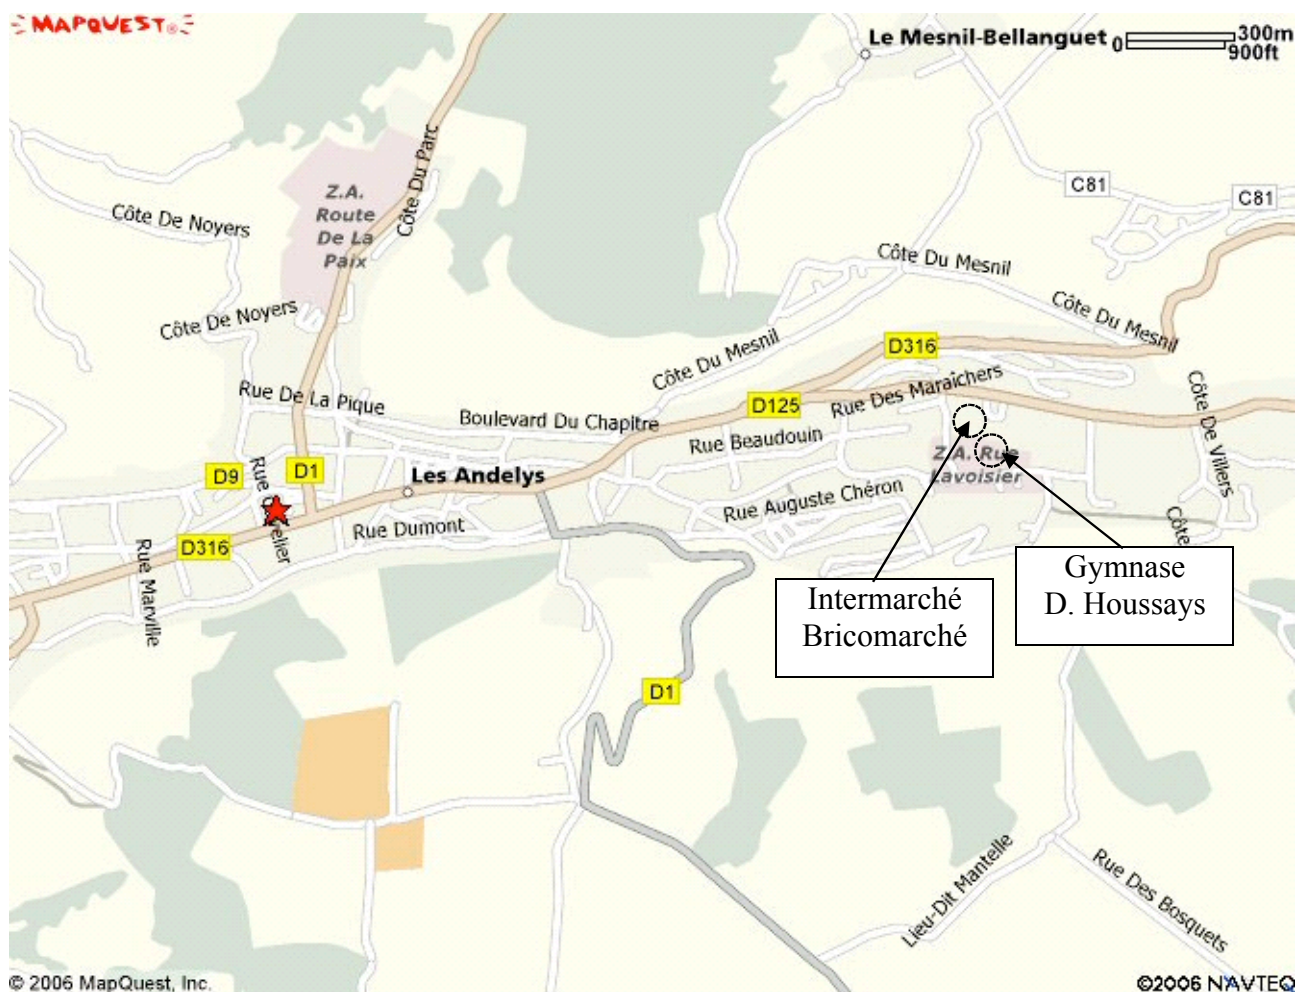 MAPQUEST®
Le Mesnil-Bellanguet
0
300m
900ft
Côte Du Parc
Z.A.
Route
De La
Paix
C81
C81
Côte De Noyers
Côte Du Mesnil
Côte De Noyers
Côte Du Mesnil
D316
Côte Du Mesnil
Rue De La Pique
D125
Rue Des Maraîchers
Côte De Villers
Boulevard Du Chapitre
Rue Beaudouin
D9
D1
Les Andelys
Z.A. Rue
Lavoisier
Rue
elier
Rue Auguste Chéron
Côte
Rue Dumont
D316
Rue Marville
Intermarché
Bricomarché
Gymnase
D. Houssays
D1
Lieu-Dit Mantelle
Rue Des Bosquets
© 2006 MapQuest, Inc.
©2006 NAVTEQ